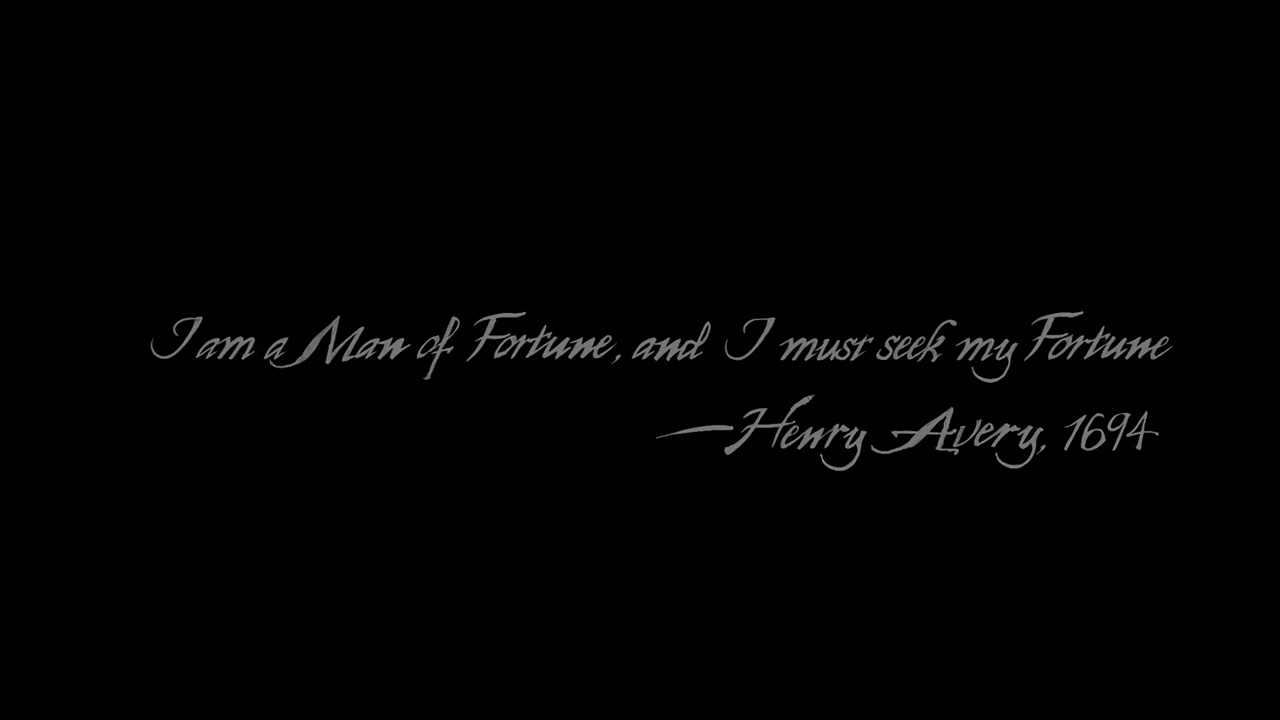 I am a Man of Fortune, and I must seek my Fortune
—Henry Avery, 1694